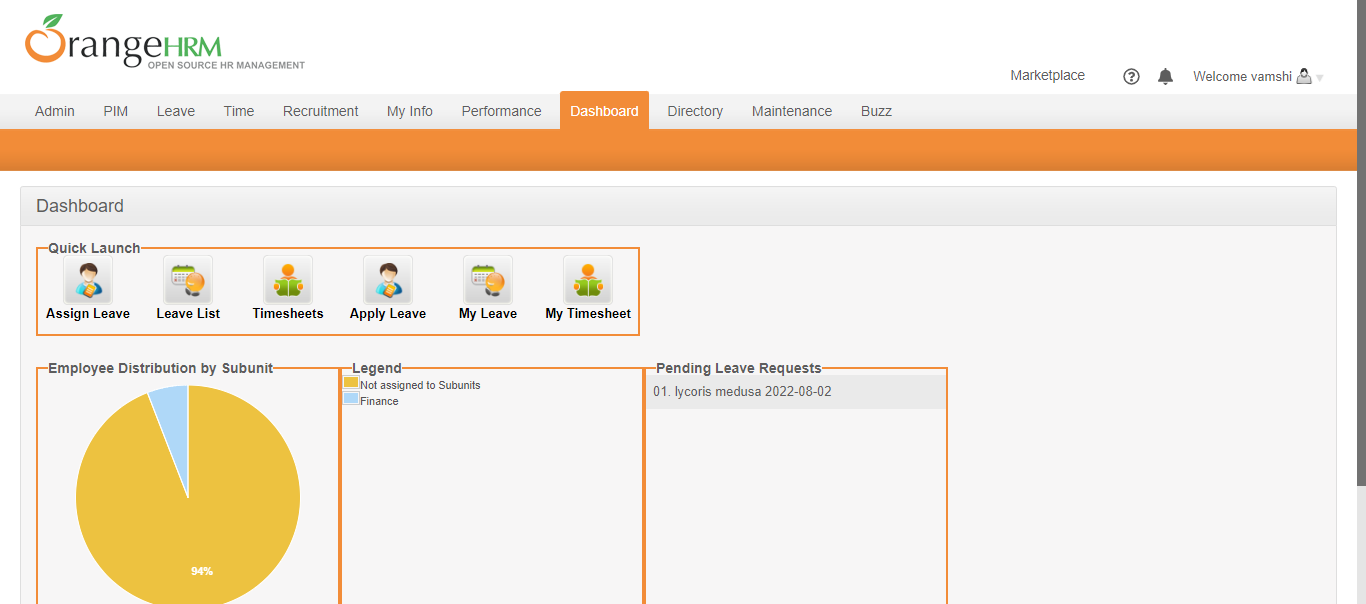 OrangeHRM
OPEN SOURCE HR MANAGEMENT
Marketplace ? Welcome vamshi
Admin PIM Leave Time Recruitment My Info Performance Dashboard Directory Maintenance Buzz
Dashboard
Quick Launch
Assign Leave Leave List Timesheets Apply Leave My Leave My Timesheet
Employee Distribution by Subunit
94%
Legend
Not assigned to Subunits
Finance
Pending Leave Requests
01. lycoris medusa 2022-08-02